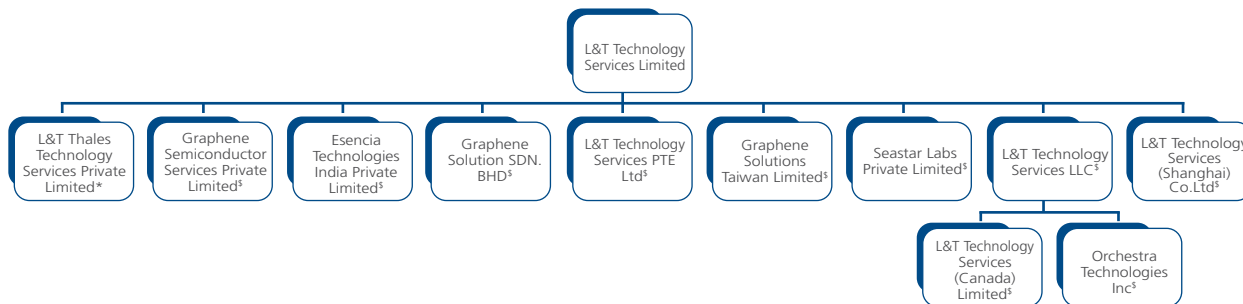 L&T Technology
Services Limited
L&T Thales
Technology
Services Private
Limited*
Graphene
Semiconductor
Services Private
Limited$
Esencia
Technologies
India Private
Limited$
Graphene
Solution SDN.
BHD$
L&T Technology
Services PTE
Ltd$
Graphene
Solutions
Taiwan Limited$
Seastar Labs
Private Limited$
L&T Technology
Services LLC$
L&T Technology
Services
(Shanghai)
Co.Ltd$
L&T Technology
Services
(Canada)
Limited$
Orchestra
Technologies
Inc$